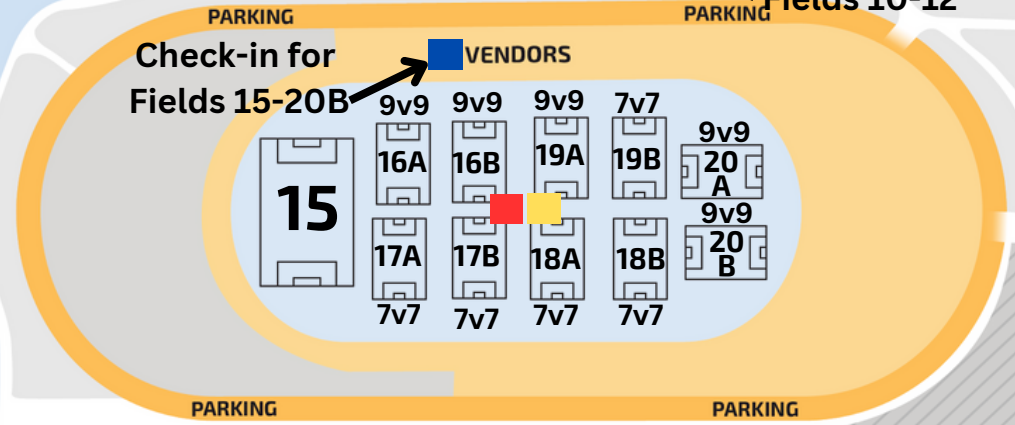 PARKING
PARKING
Fields 10-12
Check-in for
Fields 15-20B
VENDORS
9v9
9v9
9v9
7v7
9v9
15
16A
16B
19A
19B
20
A
9v9
17A
17B
18A
18B
20
B
7v7
7v7
7v7
7v7
PARKING
PARKING